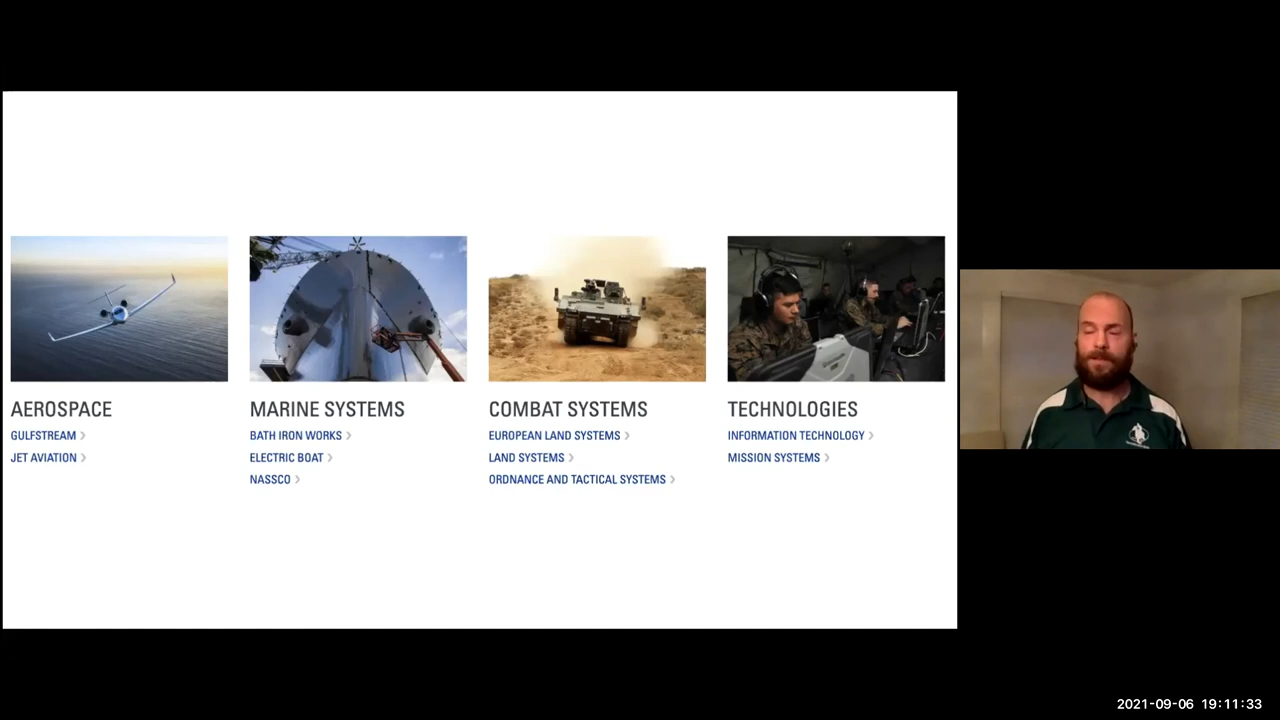 AEROSPACE
GULFSTREAM
JET AVIATION
MARINE SYSTEMS
BATH IRON WORKS
ELECTRIC BOAT
NASSCO
COMBAT SYSTEMS
EUROPEAN LAND SYSTEMS
LAND SYSTEMS
ORDNANCE AND TACTICAL SYSTEMS
TECHNOLOGIES
INFORMATION TECHNOLOGY
MISSION SYSTEMS
2021-09-06 19:11:33